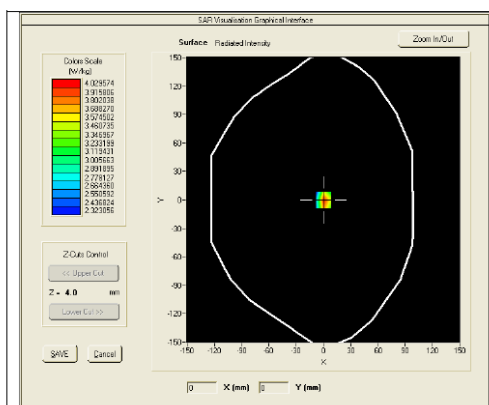 SAR Visualisation Graphical Interface
Surface Radiated Intensity
Zoom In/Out
Colors Scale
(W/kg)
4.029574
3.915806
3.802038
3.688270
3.574502
3.460735
3.346967
3.233199
3.119431
3.005663
2.891895
2.778127
2.664360
2.550592
2.436824
2.323056
Z-Cuts Control
<< Upper Cut
Z = 4.0 mm
Lower Cut >>
SAVE Cancel
150
90
60
30
0
-30
-60
-90
-150
Y
-150 -120 -90 -60 -30 0 30 60 90 120 150
X
0 X (mm) 0 Y (mm)